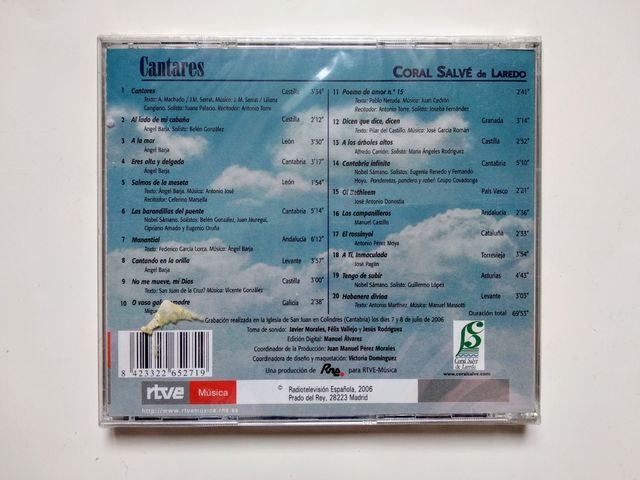 Cantares
CORAL SALVÉ DE LAREDO
1 Cantares Castilla 3'54"
Texto: A. Machado / J.M. Serrat. Música: J. M. Serrat / Liliana
Cangiano. Solista: Juana Palacio. Recitador: Antonio Torre
2 Al lado de mi cabaña Castilla 2'12"
Ángel Barja. Solista: Belén González
3 A la mar León 3'30"
Ángel Barja
4 Eres alta y delgada Cantabria 3'17"
Ángel Barja
5 Salmos de la meseta León 1'54"
Texto: Ángel Barja. Música: Antonio José
Recitador: Celerino Marsella
6 Las barandillas del puente Cantabria 5'14"
Nobel Sámano. Solistas: Belén González, Juan Jáuregui,
Cipriano Amado y Eugenio Oruña
7 Manantial Andalucía 6'12"
Texto: Federico García Lorca. Música: Ángel Barja
8 Cantando en la orilla Levante 3'57"
Ángel Barja
9 No me mueve, mi Dios Castilla 3'00"
Texto: San Juan de la Cruz? Música: Vicente González
10 O voso galo Galicia 2'38"
11 Poema de amor n.º 15 2'41"
Texto: Pablo Neruda. Música: Juan Cedrón
Recitador: Antonio Torre. Solista: Joseba Fernández
12 Dicen que dice, dicen Granada 3'14"
Texto: Pilar del Castillo. Música: José García Román
13 A los árboles altos Castilla 2'52"
Alfredo Carrión. Solista: María Ángeles Rodríguez
14 Cantabria infinita Cantabria 5'10"
Nobel Sámano. Solistas: Eugenio Renedo y Fernando
Hoyo. Panderetas, pandero y rabel: Grupo Covadonga
15 Oi Bethleem País Vasco 2'21"
José Antonio Donostia
16 Los campanilleros Andalucía 2'36"
Manuel Castillo
17 El rossinyol Cataluña 2'33"
Antonio Pérez Moya
18 A Ti, Inmaculada Torrevieja 3'54"
José Pagán
19 Tengo de subir Asturias 4'43"
Nobel Sámano. Solista: Guillermo López
20 Habanera divina Levante 3'03"
Texto: Antonio Martínez. Música: Manuel Massotti
Duración total 69'53"
Grabación realizada en la Iglesia de San Juan en Colindres (Cantabria) los días 7 y 8 de julio de 2006
Toma de sonido: Javier Morales, Félix Vallejo y Jesús Rodríguez
Edición Digital: Manuel Álvares
Coordinador de la Producción: Juan Manuel Pérez Morales
Coordinadora de diseño y maquetación: Victoria Domínguez
Una producción de Rne para RTVE-Música
Coral Salvé
de Laredo
www.coralsalve.com
8 423322 652719
rtve Música
http://www.rtvemusica.rne.es
© Radiotelevisión Española, 2006
Prado del Rey, 28223 Madrid